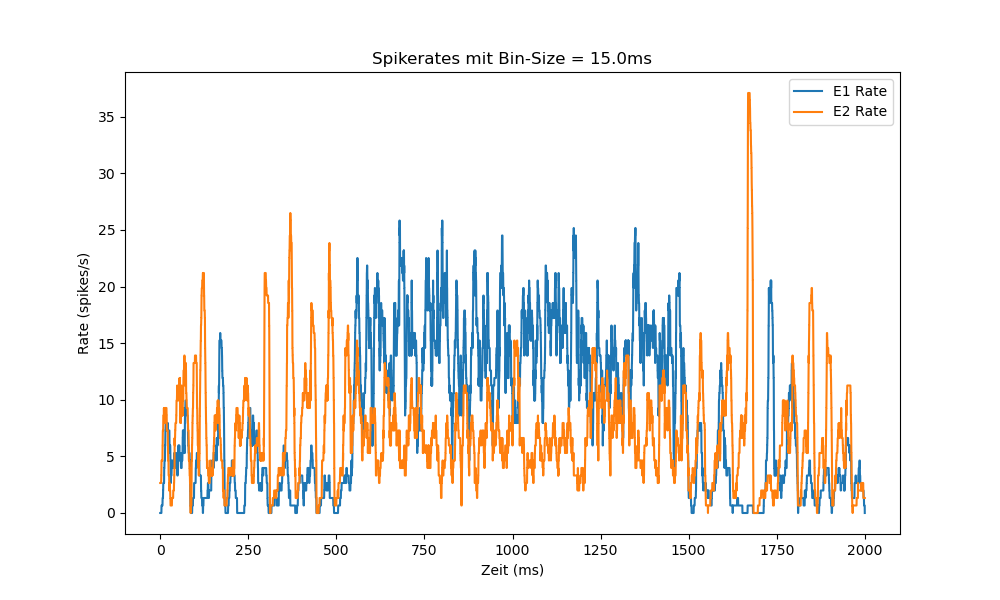 Spikerates mit Bin-Size = 15.0ms
E1 Rate
E2 Rate
Rate (spikes/s)
35
30
25
20
15
10
5
0
0 250 500 750 1000 1250 1500 1750 2000
Zeit (ms)